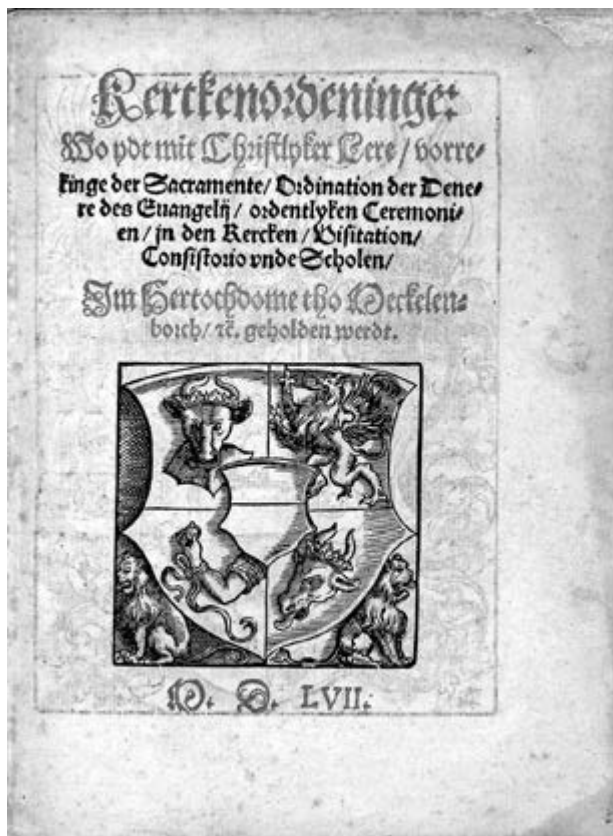 Kerckenordeninge:
Wo ydt mit Christlyker Lere/ vorre-
kinge der Sacramente/ Ordination der Dene-
re des Euangelij/ ordentlyken Ceremoni-
en/ jn den Kercken/ Visitation/
Consistorio vnde Scholen/
Jm Hertochdome tho Meckelen-
borch/ ꝛc. geholden werdt.
M. D. LVII.